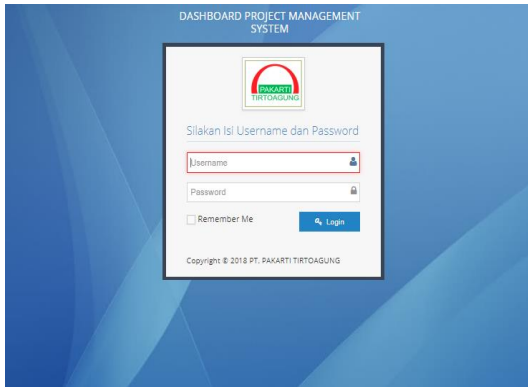 DASHBOARD PROJECT MANAGEMENT
SYSTEM
PAKARTI
TIRTOAGUNG
Silakan Isi Username dan Password
Username
Password
Remember Me
Login
Copyright © 2018 PT. PAKARTI TIRTOAGUNG